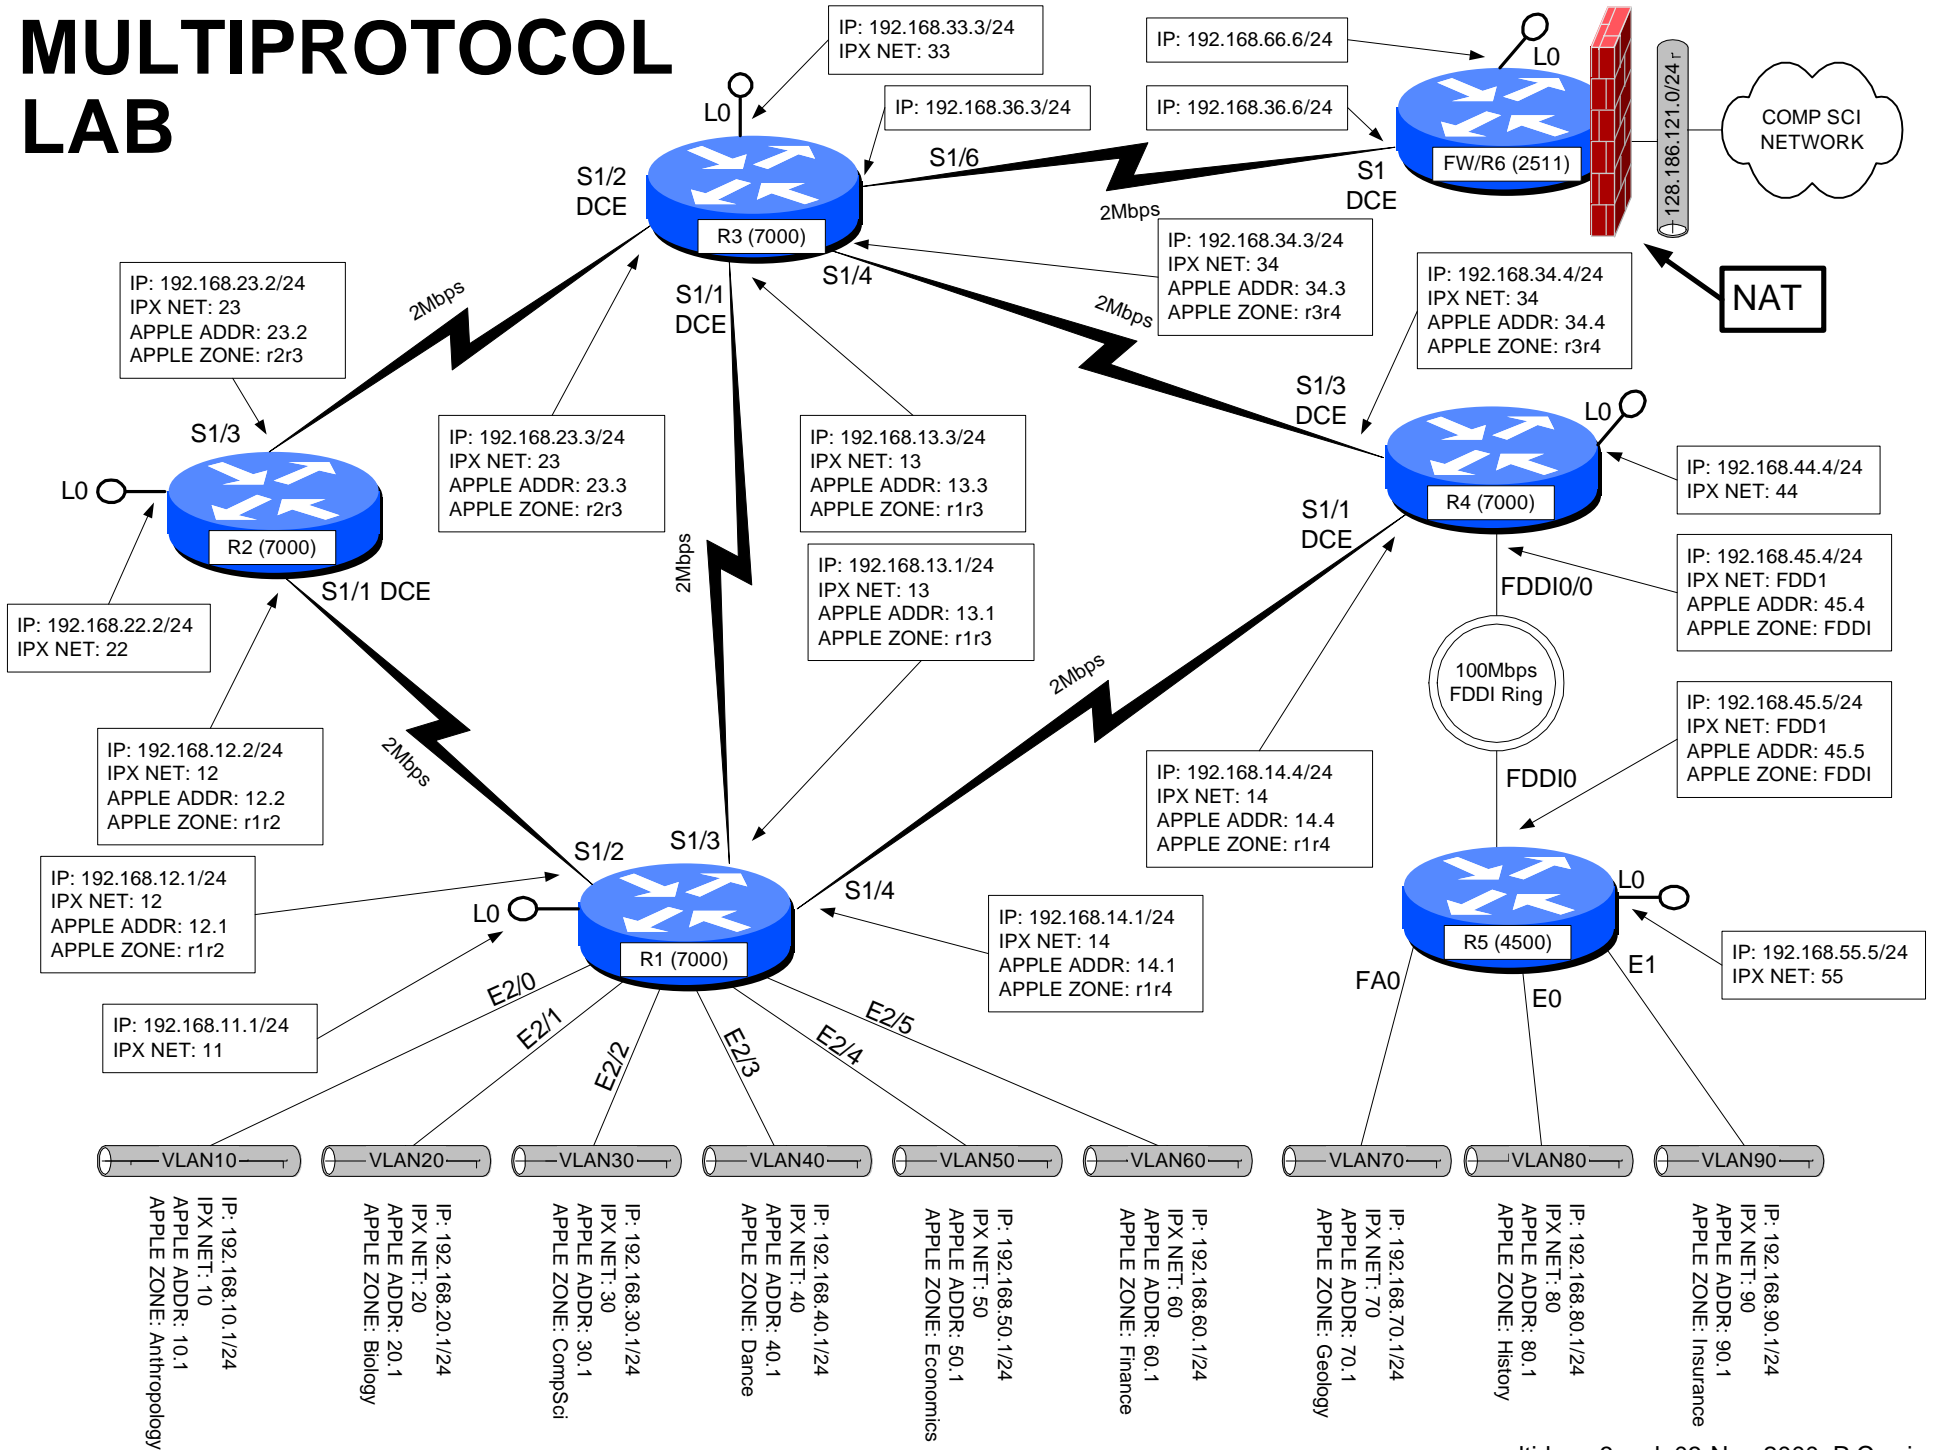 MULTIPROTOCOL
LAB
IP: 192.168.33.3/24
IPX NET: 33
L0
IP: 192.168.36.3/24
IP: 192.168.66.6/24
L0
IP: 192.168.36.6/24
FW/R6 (2511)
128.186.121.0/24
COMP SCI
NETWORK
NAT
S1/6
S1
DCE
2Mbps
S1/2
DCE
R3 (7000)
S1/1
DCE
S1/4
IP: 192.168.34.3/24
IPX NET: 34
APPLE ADDR: 34.3
APPLE ZONE: r3r4
IP: 192.168.34.4/24
IPX NET: 34
APPLE ADDR: 34.4
APPLE ZONE: r3r4
2Mbps
2Mbps
IP: 192.168.23.2/24
IPX NET: 23
APPLE ADDR: 23.2
APPLE ZONE: r2r3
S1/3
L0
R2 (7000)
S1/1 DCE
IP: 192.168.23.3/24
IPX NET: 23
APPLE ADDR: 23.3
APPLE ZONE: r2r3
IP: 192.168.13.3/24
IPX NET: 13
APPLE ADDR: 13.3
APPLE ZONE: r1r3
IP: 192.168.13.1/24
IPX NET: 13
APPLE ADDR: 13.1
APPLE ZONE: r1r3
2Mbps
S1/3
DCE
L0
R4 (7000)
S1/1
DCE
IP: 192.168.44.4/24
IPX NET: 44
IP: 192.168.45.4/24
IPX NET: FDD1
APPLE ADDR: 45.4
APPLE ZONE: FDDI
FDDI0/0
100Mbps
FDDI Ring
FDDI0
IP: 192.168.45.5/24
IPX NET: FDD1
APPLE ADDR: 45.5
APPLE ZONE: FDDI
IP: 192.168.22.2/24
IPX NET: 22
IP: 192.168.12.2/24
IPX NET: 12
APPLE ADDR: 12.2
APPLE ZONE: r1r2
2Mbps
2Mbps
IP: 192.168.14.4/24
IPX NET: 14
APPLE ADDR: 14.4
APPLE ZONE: r1r4
IP: 192.168.12.1/24
IPX NET: 12
APPLE ADDR: 12.1
APPLE ZONE: r1r2
S1/2
S1/3
S1/4
L0
R1 (7000)
IP: 192.168.11.1/24
IPX NET: 11
IP: 192.168.14.1/24
IPX NET: 14
APPLE ADDR: 14.1
APPLE ZONE: r1r4
L0
R5 (4500)
IP: 192.168.55.5/24
IPX NET: 55
FA0
E0
E1
E2/0
E2/1
E2/2
E2/3
E2/4
E2/5
VLAN10
VLAN20
VLAN30
VLAN40
VLAN50
VLAN60
VLAN70
VLAN80
VLAN90
IP: 192.168.10.1/24
IPX NET: 10
APPLE ADDR: 10.1
APPLE ZONE: Anthropology
IP: 192.168.20.1/24
IPX NET: 20
APPLE ADDR: 20.1
APPLE ZONE: Biology
IP: 192.168.30.1/24
IPX NET: 30
APPLE ADDR: 30.1
APPLE ZONE: CompSci
IP: 192.168.40.1/24
IPX NET: 40
APPLE ADDR: 40.1
APPLE ZONE: Dance
IP: 192.168.50.1/24
IPX NET: 50
APPLE ADDR: 50.1
APPLE ZONE: Economics
IP: 192.168.60.1/24
IPX NET: 60
APPLE ADDR: 60.1
APPLE ZONE: Finance
IP: 192.168.70.1/24
IPX NET: 70
APPLE ADDR: 70.1
APPLE ZONE: Geology
IP: 192.168.80.1/24
IPX NET: 80
APPLE ADDR: 80.1
APPLE ZONE: History
IP: 192.168.90.1/24
IPX NET: 90
APPLE ADDR: 90.1
APPLE ZONE: Insurance